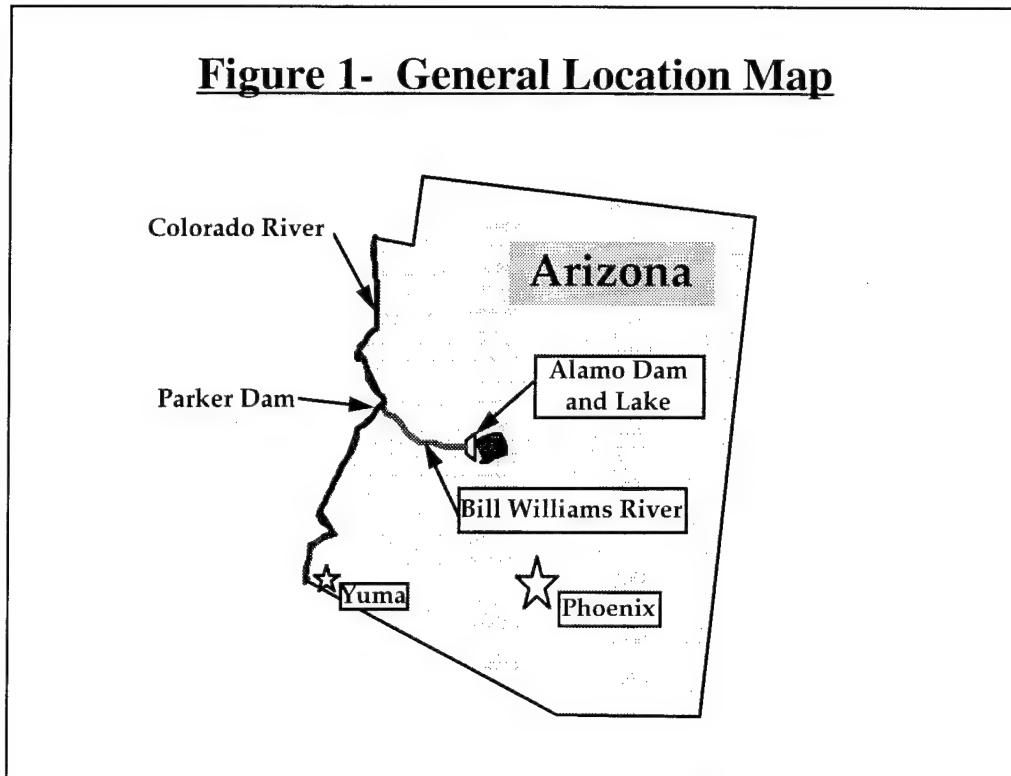 Figure 1- General Location Map
Colorado River
Arizona
Alamo Dam
and Lake
Parker Dam
Bill Williams River
Yuma
Phoenix